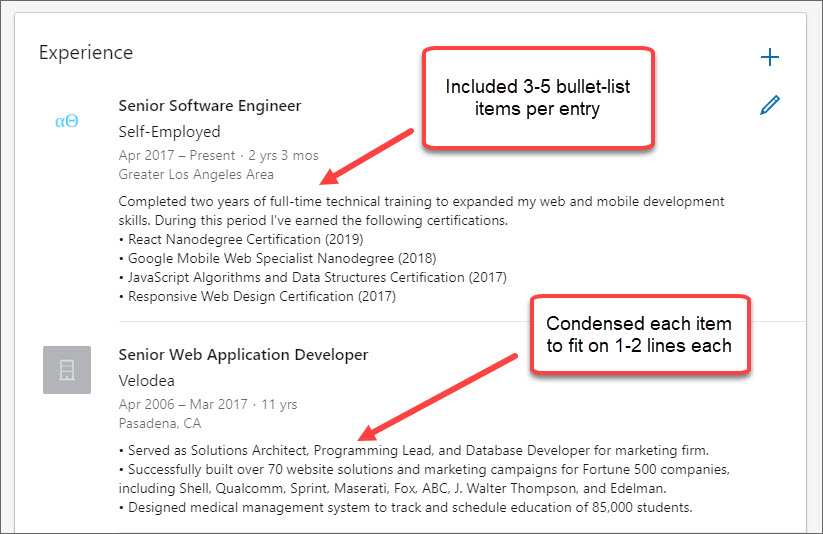 Experience
Included 3-5 bullet-list
items per entry
αΘ
Senior Software Engineer
Self-Employed
Apr 2017 – Present · 2 yrs 3 mos
Greater Los Angeles Area
Completed two years of full-time technical training to expanded my web and mobile development
skills. During this period I've earned the following certifications.
• React Nanodegree Certification (2019)
• Google Mobile Web Specialist Nanodegree (2018)
• JavaScript Algorithms and Data Structures Certification (2017)
• Responsive Web Design Certification (2017)
Condensed each item
to fit on 1-2 lines each
Senior Web Application Developer
Velodea
Apr 2006 – Mar 2017 · 11 yrs
Pasadena, CA
• Served as Solutions Architect, Programming Lead, and Database Developer for marketing firm.
• Successfully built over 70 website solutions and marketing campaigns for Fortune 500 companies,
including Shell, Qualcomm, Sprint, Maserati, Fox, ABC, J. Walter Thompson, and Edelman.
• Designed medical management system to track and schedule education of 85,000 students.